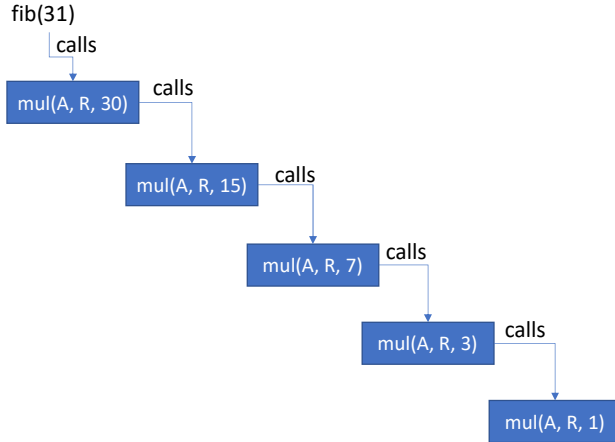 fib(31)
calls
mul(A, R, 30)
calls
mul(A, R, 15)
calls
mul(A, R, 7)
calls
mul(A, R, 3)
calls
mul(A, R, 1)